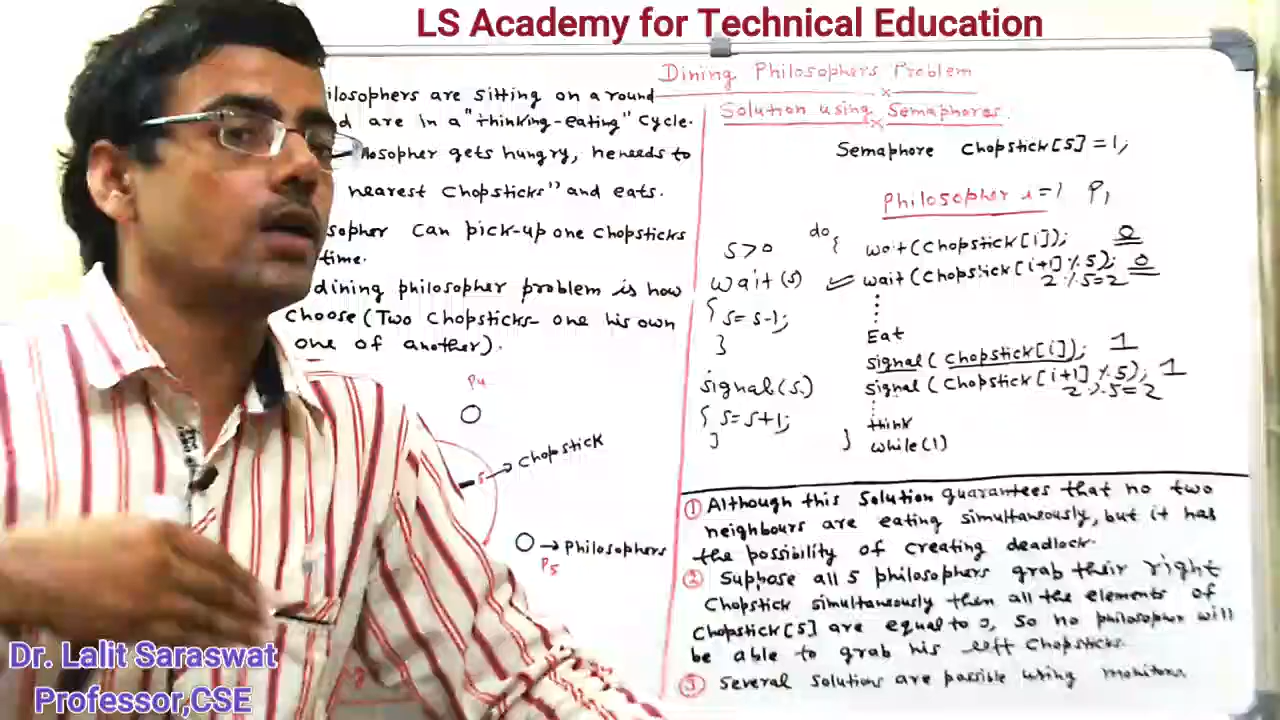 LS Academy for Technical Education
Dining Philosophers Problem
Solution using Semaphores
ilosophers are sitting on a round
d are in a "thinking-eating" cycle.
losopher gets hungry, he needs to
nearest chopsticks" and eats.
sopher can pick-up one chopsticks
time.
dining philosopher problem is how
choose (Two chopsticks- one his own
one of another).
P4
5 → chopstick
→ Philosophers
P5
Semaphore chopstick[5] = 1;
Philosopher i=1 P1
S>0
wait(s)
{ s= s-1;
}
signal(s)
{ s= s+1;
}
do
{ wait(chopstick[i]); 0
wait(chopstick[i+1] % 5); 0
2 % 5=2
Eat
signal( chopstick[i]); 1
signal( chopstick[i+1] % 5); 1
2 % 5=2
think
} while(1)
① Although this solution guarantees that no two
neighbours are eating simultaneously, but it has
the possibility of creating deadlock.
② Suppose all 5 philosophers grab their right
chopstick simultaneously then all the elements of
chopstick[5] are equal to 0, so no philosopher will
be able to grab his left chopsticks.
③ Several solutions are possible using monitors
Dr. Lalit Saraswat
Professor,CSE